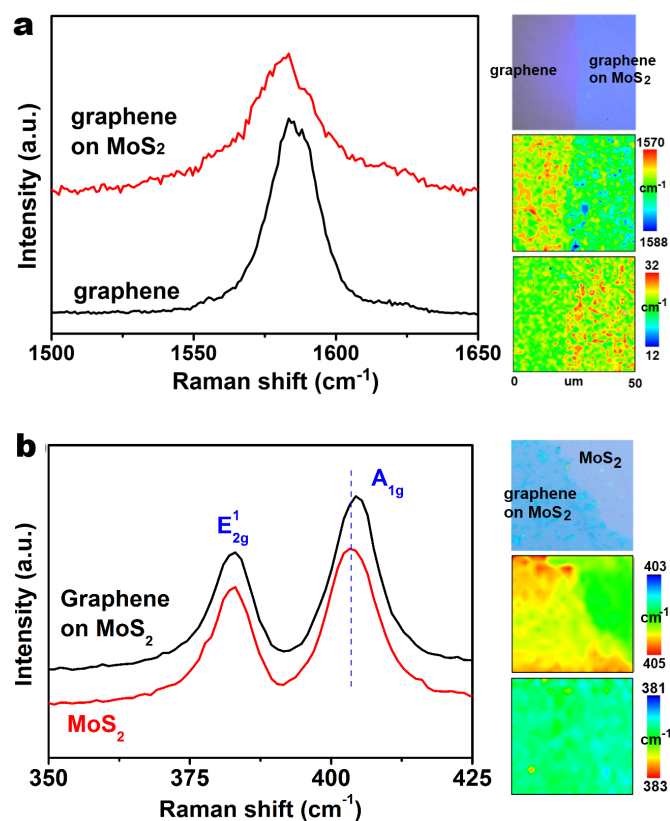 a
Intensity (a.u.)
graphene
on MoS2
graphene
1500
1550
1600
1650
Raman shift (cm-1)
graphene
graphene
on MoS2
1570
cm-1
1588
32
cm-1
12
0
um
50
b
Intensity (a.u.)
E12g
A1g
Graphene
on MoS2
MoS2
350
375
400
425
Raman shift (cm-1)
MoS2
graphene
on MoS2
403
cm-1
405
381
cm-1
383